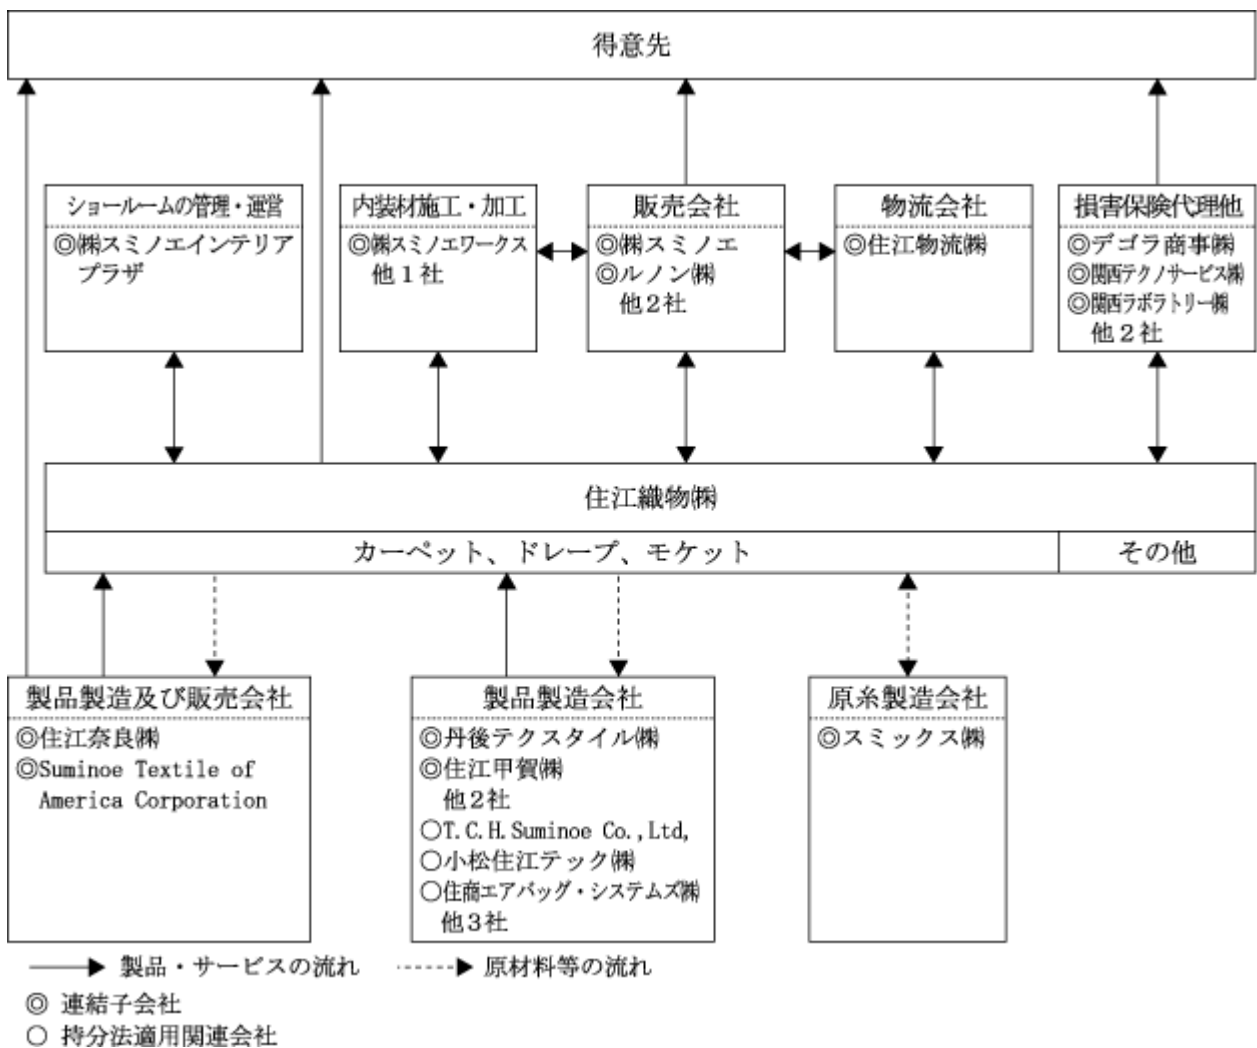 得意先
ショールームの管理・運営
◎㈱スミノエインテリア
プラザ
内装材施工・加工
◎㈱スミノエワークス
他１社
販売会社
◎㈱スミノエ
◎ルノン㈱
他２社
物流会社
◎住江物流㈱
損害保険代理他
◎デゴラ商事㈱
◎関西テクノサービス㈱
◎関西ラボラトリー㈱
他２社
住江織物㈱
カーペット、ドレープ、モケット
その他
製品製造及び販売会社
◎住江奈良㈱
◎Suminoe Textile of
America Corporation
製品製造会社
◎丹後テクスタイル㈱
◎住江甲賀㈱
他２社
○T.C.H.Suminoe Co.,Ltd,
○小松住江テック㈱
○住商エアバッグ・システムズ㈱
他３社
原糸製造会社
◎スミックス㈱
製品・サービスの流れ
原材料等の流れ
◎ 連結子会社
○ 持分法適用関連会社